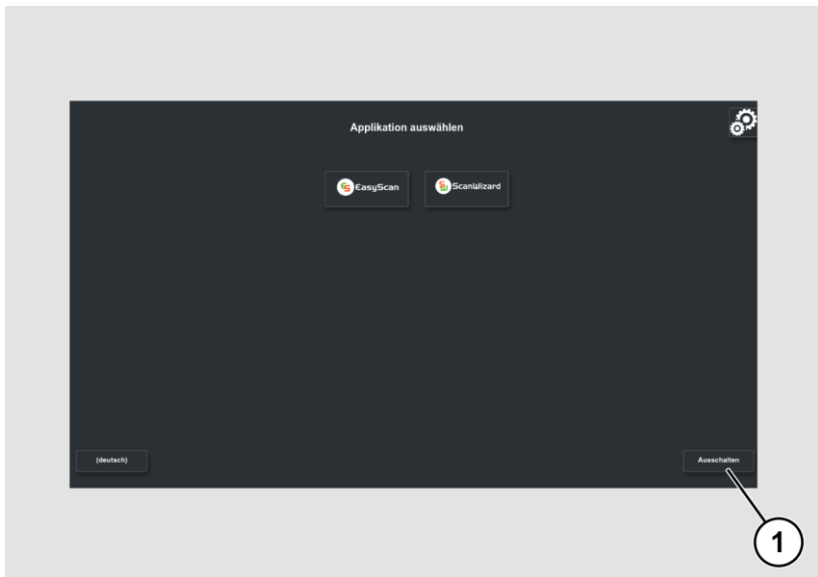 Applikation auswählen
EasyScan
ScanWizard
(deutsch)
Ausschalten
1